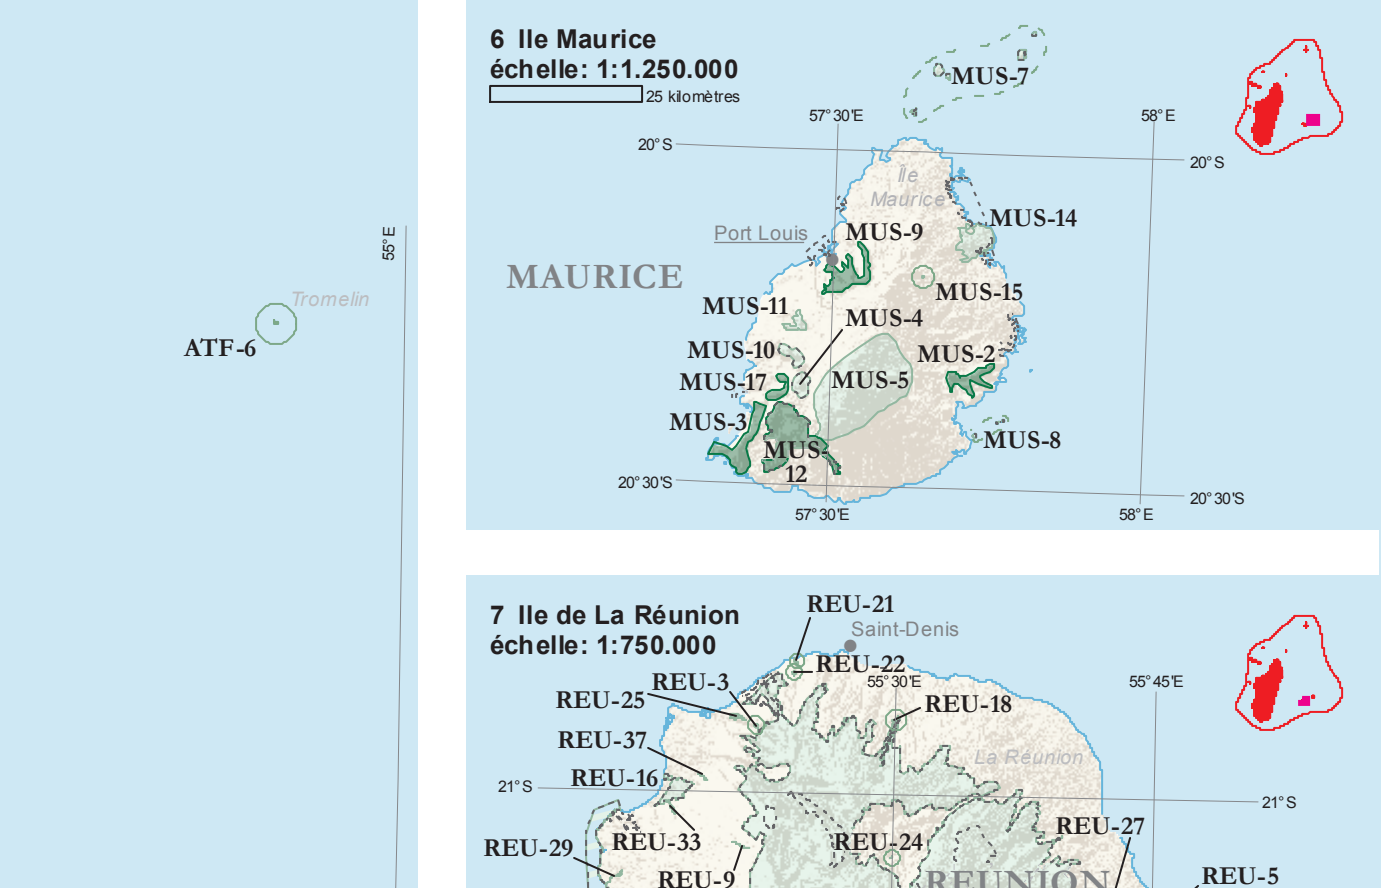 55°E
Tromelin
ATF-6
6 Ile Maurice
échelle: 1:1.250.000
25 kilomètres
MUS-7
57°30'E
58°E
20°S
20°S
Île
Maurice
MUS-14
Port Louis
MUS-9
MAURICE
MUS-15
MUS-11
MUS-4
MUS-10
MUS-2
MUS-17
MUS-5
MUS-3
MUS-8
MUS-
12
20°30'S
20°30'S
57°30'E
58°E
7 Ile de La Réunion
échelle: 1:750.000
REU-21
Saint-Denis
REU-22
REU-3
55°30'E
55°45'E
REU-25
REU-18
REU-37
La Réunion
REU-16
21°S
21°S
REU-27
REU-33
REU-24
REU-29
REU-9
REUNION
REU-5